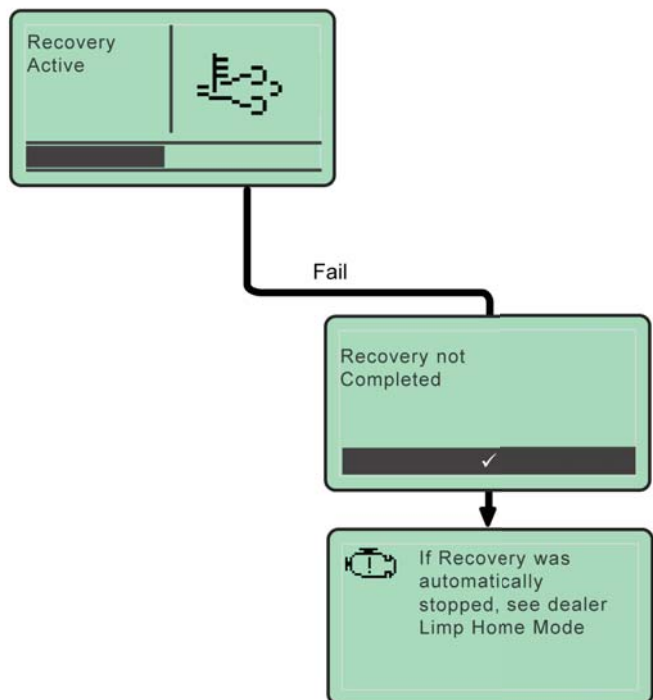 Recovery
Active
Fail
Recovery not
Completed
If Recovery was
automatically
stopped, see dealer
Limp Home Mode